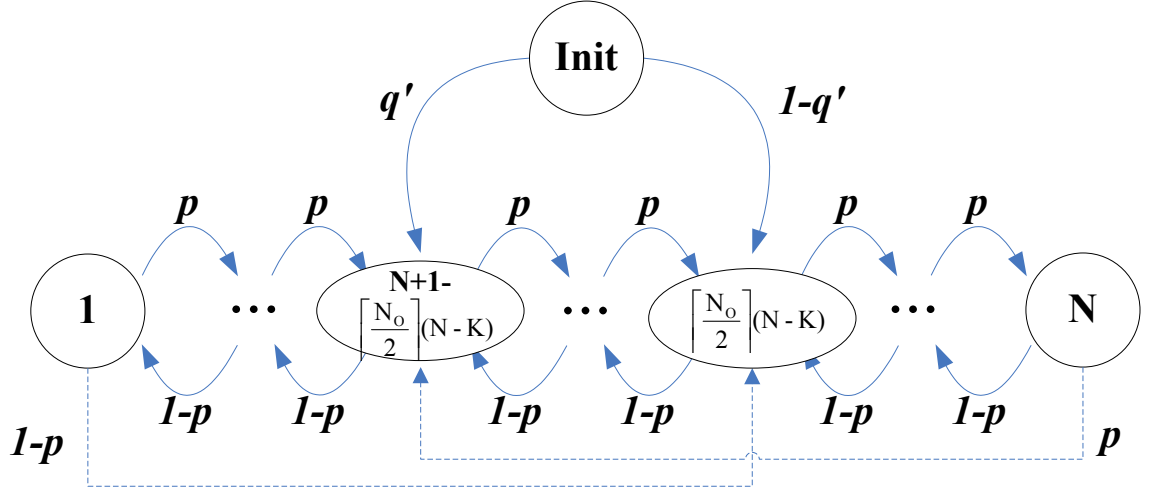 Init
q'
1-q'
p
p
p
p
p
p
1
...
N+1-
⌈N_O/2⌉(N - K)
...
⌈N_O/2⌉(N - K)
...
N
1-p
1-p
1-p
1-p
1-p
1-p
1-p
p